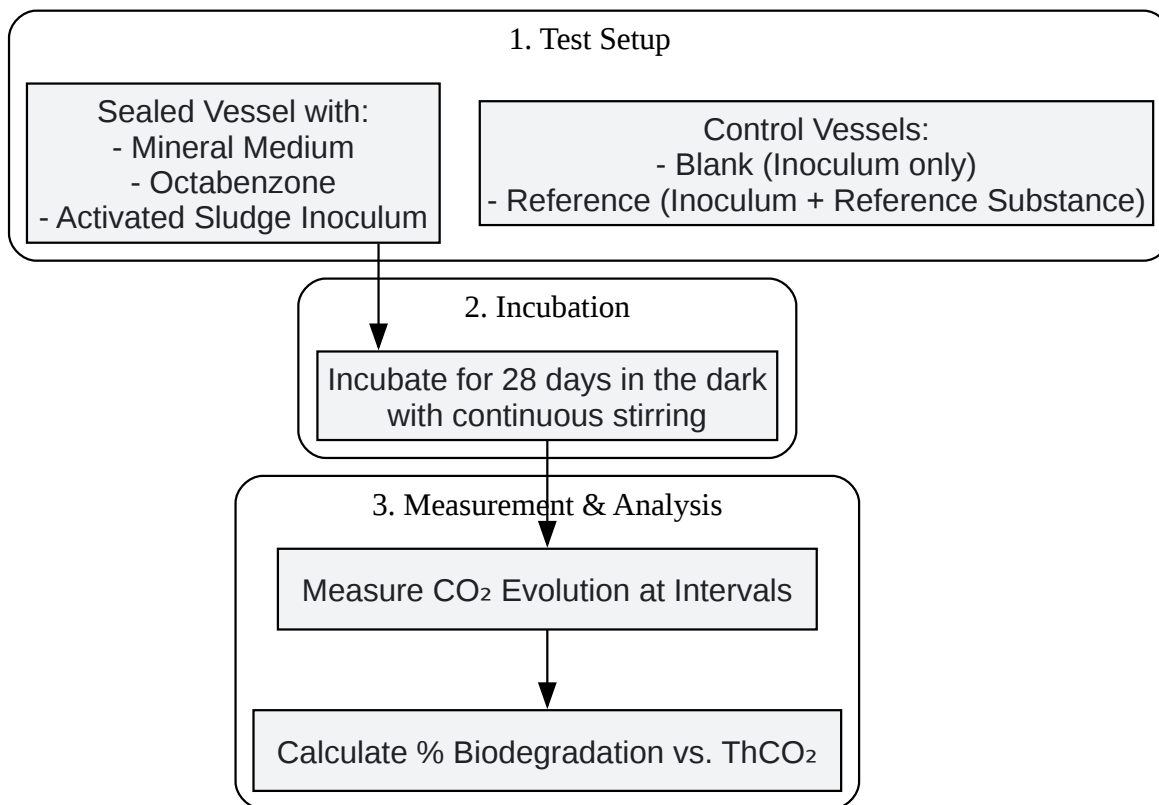 1. Test Setup
Sealed Vessel with:
- Mineral Medium
- Octabenzone
- Activated Sludge Inoculum
Control Vessels:
- Blank (Inoculum only)
- Reference (Inoculum + Reference Substance)
2. Incubation
Incubate for 28 days in the dark
with continuous stirring
3. Measurement & Analysis
Measure CO₂ Evolution at Intervals
Calculate % Biodegradation vs. ThCO₂